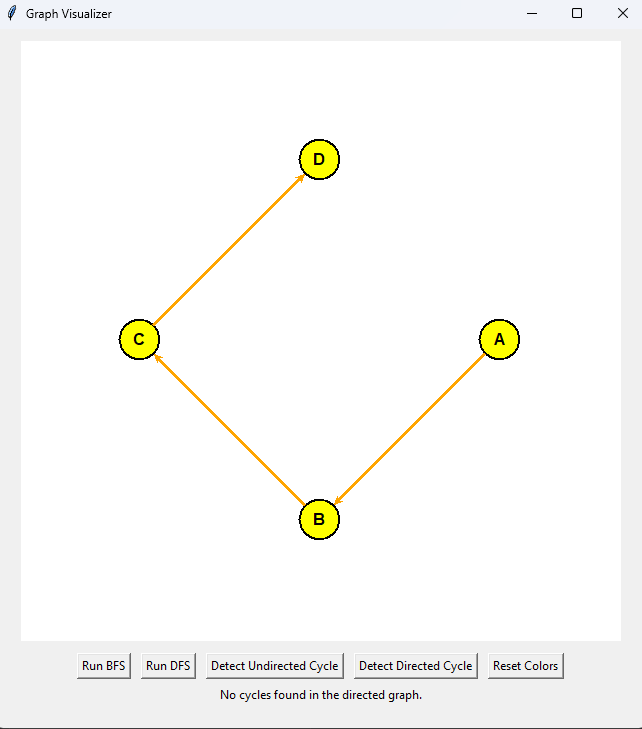 Graph Visualizer
D
C
A
B
Run BFS Run DFS Detect Undirected Cycle Detect Directed Cycle Reset Colors
No cycles found in the directed graph.